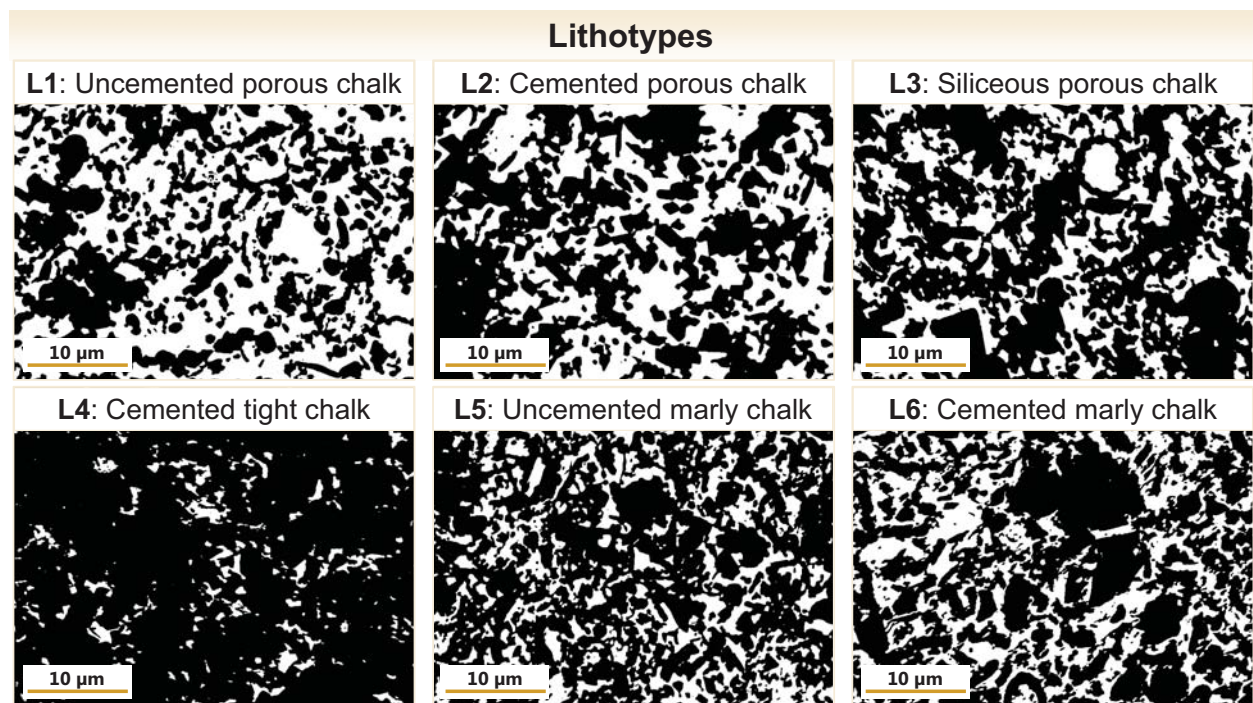 Lithotypes
L1: Uncemented porous chalk
L2: Cemented porous chalk
L3: Siliceous porous chalk
10 µm
10 µm
10 µm
L4: Cemented tight chalk
L5: Uncemented marly chalk
L6: Cemented marly chalk
10 µm
10 µm
10 µm